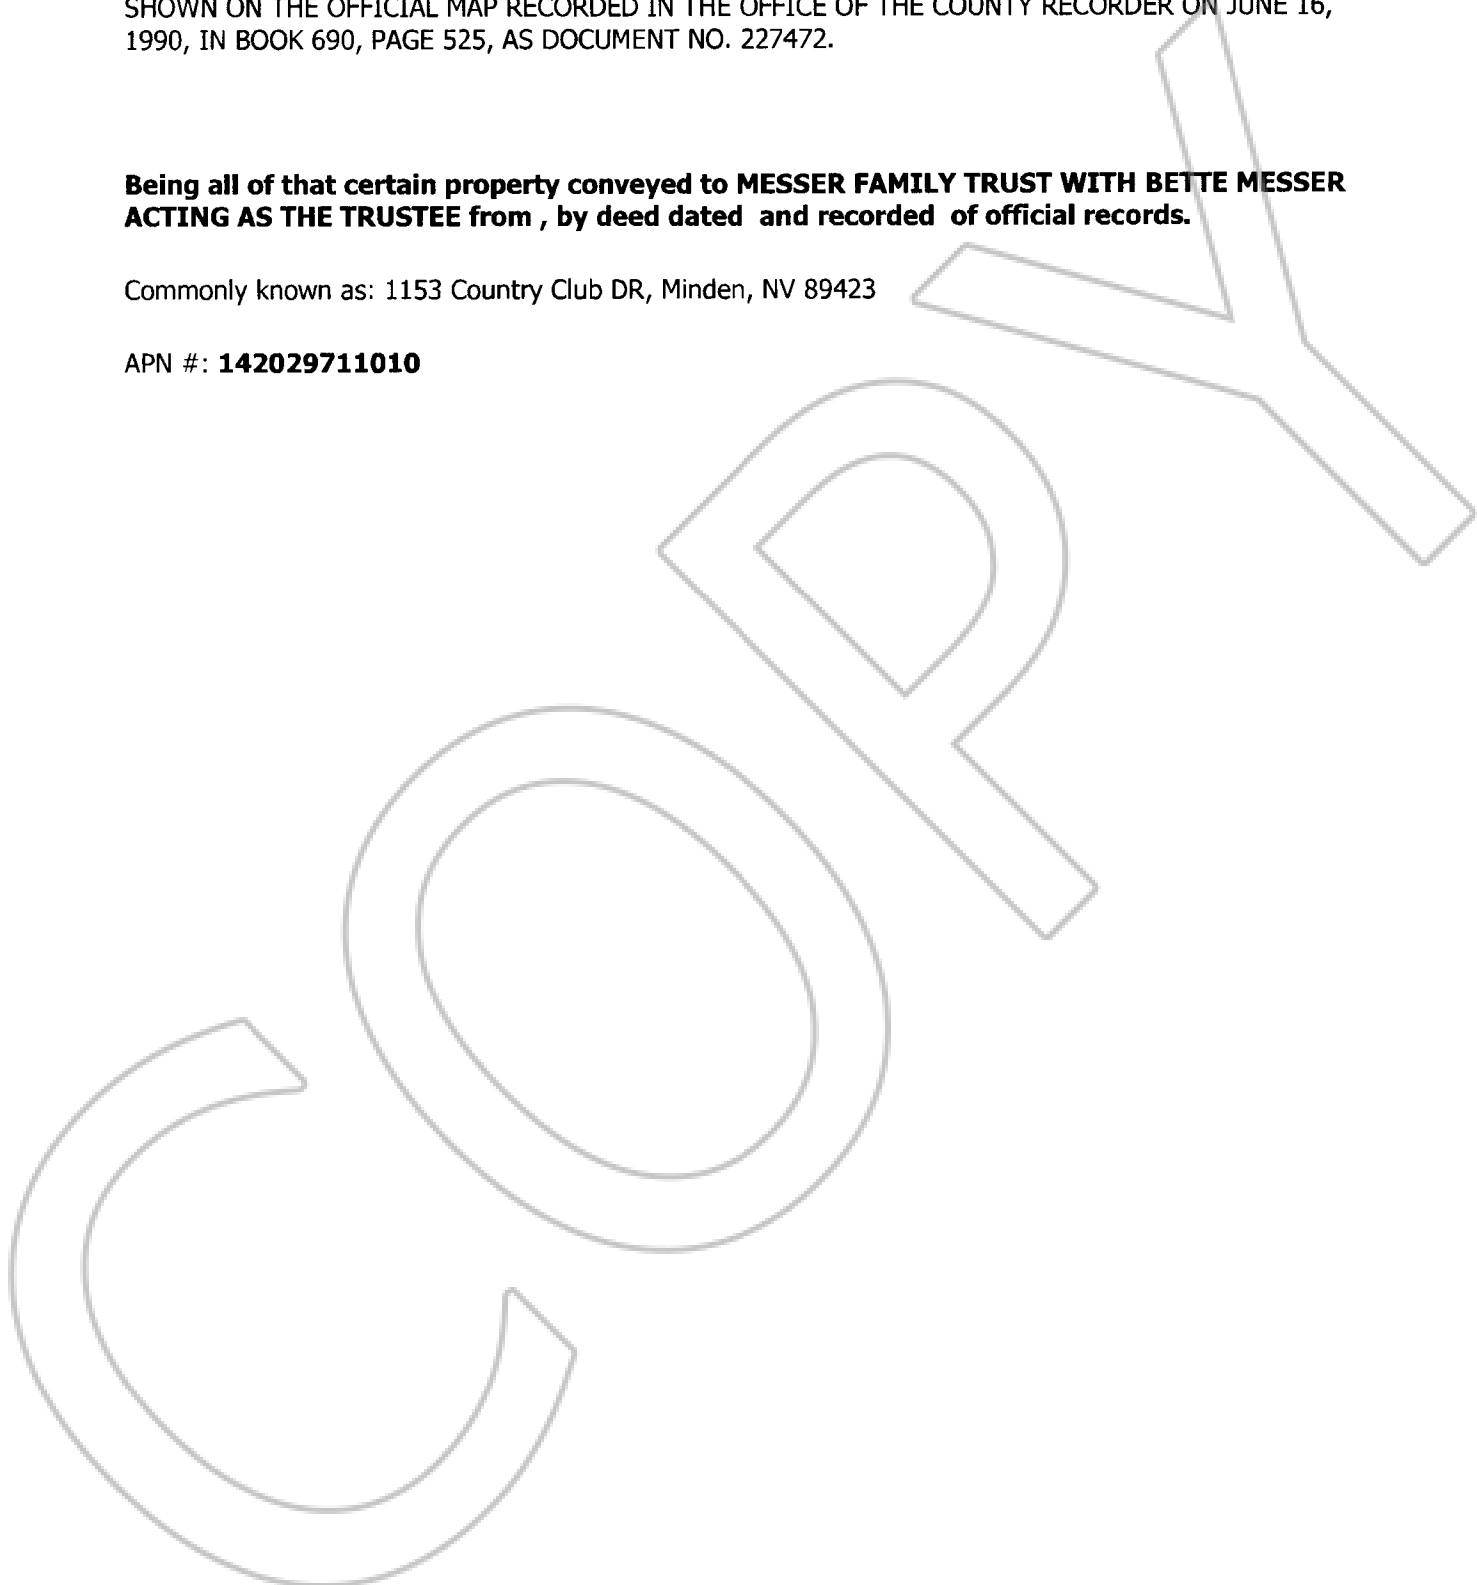 SHOWN ON THE OFFICIAL MAP RECORDED IN THE OFFICE OF THE COUNTY RECORDER ON JUNE 16,
1990, IN BOOK 690, PAGE 525, AS DOCUMENT NO. 227472.
Being all of that certain property conveyed to MESSER FAMILY TRUST WITH BETTE MESSER
ACTING AS THE TRUSTEE from , by deed dated  and recorded  of official records.
Commonly known as: 1153 Country Club DR, Minden, NV 89423
APN #: 142029711010
COPY